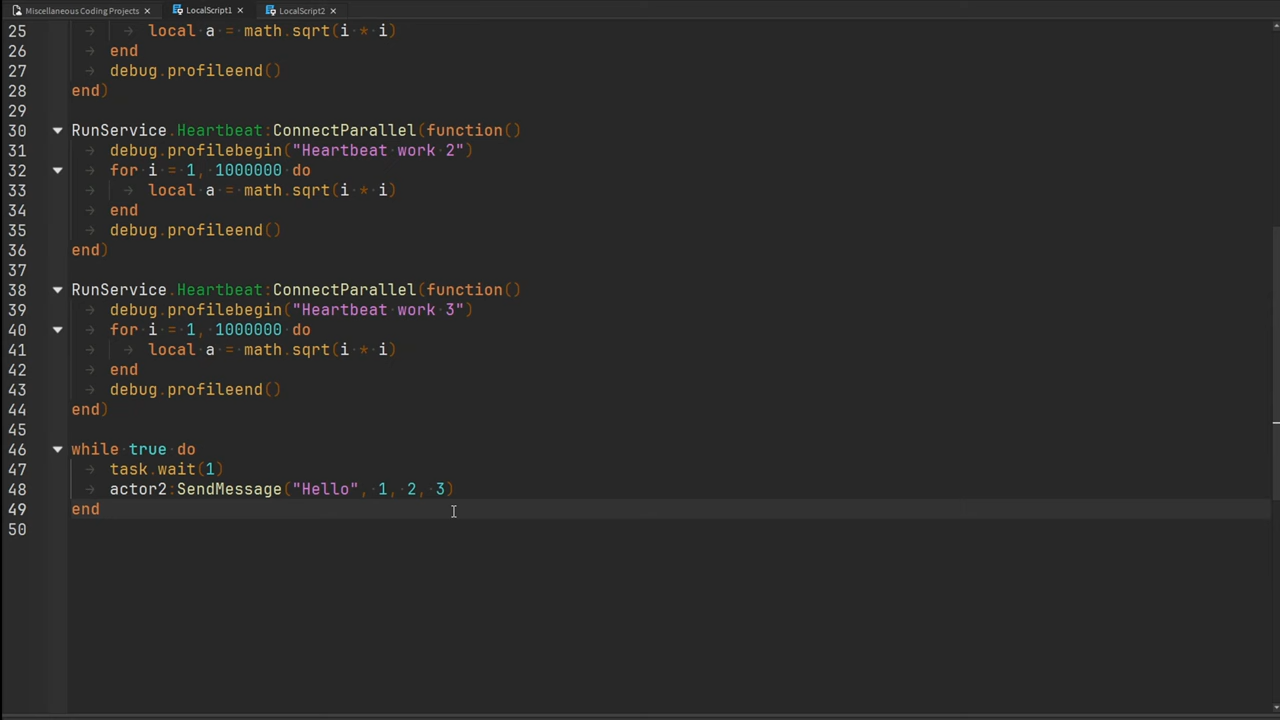 Miscellaneous Coding Projects × LocalScript1 × LocalScript2 ×
25 local a = math.sqrt(i * i)
26 end
27 debug.profileend()
28 end)
29
30 RunService.Heartbeat:ConnectParallel(function()
31 debug.profilebegin("Heartbeat work 2")
32 for i = 1, 1000000 do
33 local a = math.sqrt(i * i)
34 end
35 debug.profileend()
36 end)
37
38 RunService.Heartbeat:ConnectParallel(function()
39 debug.profilebegin("Heartbeat work 3")
40 for i = 1, 1000000 do
41 local a = math.sqrt(i * i)
42 end
43 debug.profileend()
44 end)
45
46 while true do
47 task.wait(1)
48 actor2:SendMessage("Hello", 1, 2, 3)
49 end
50